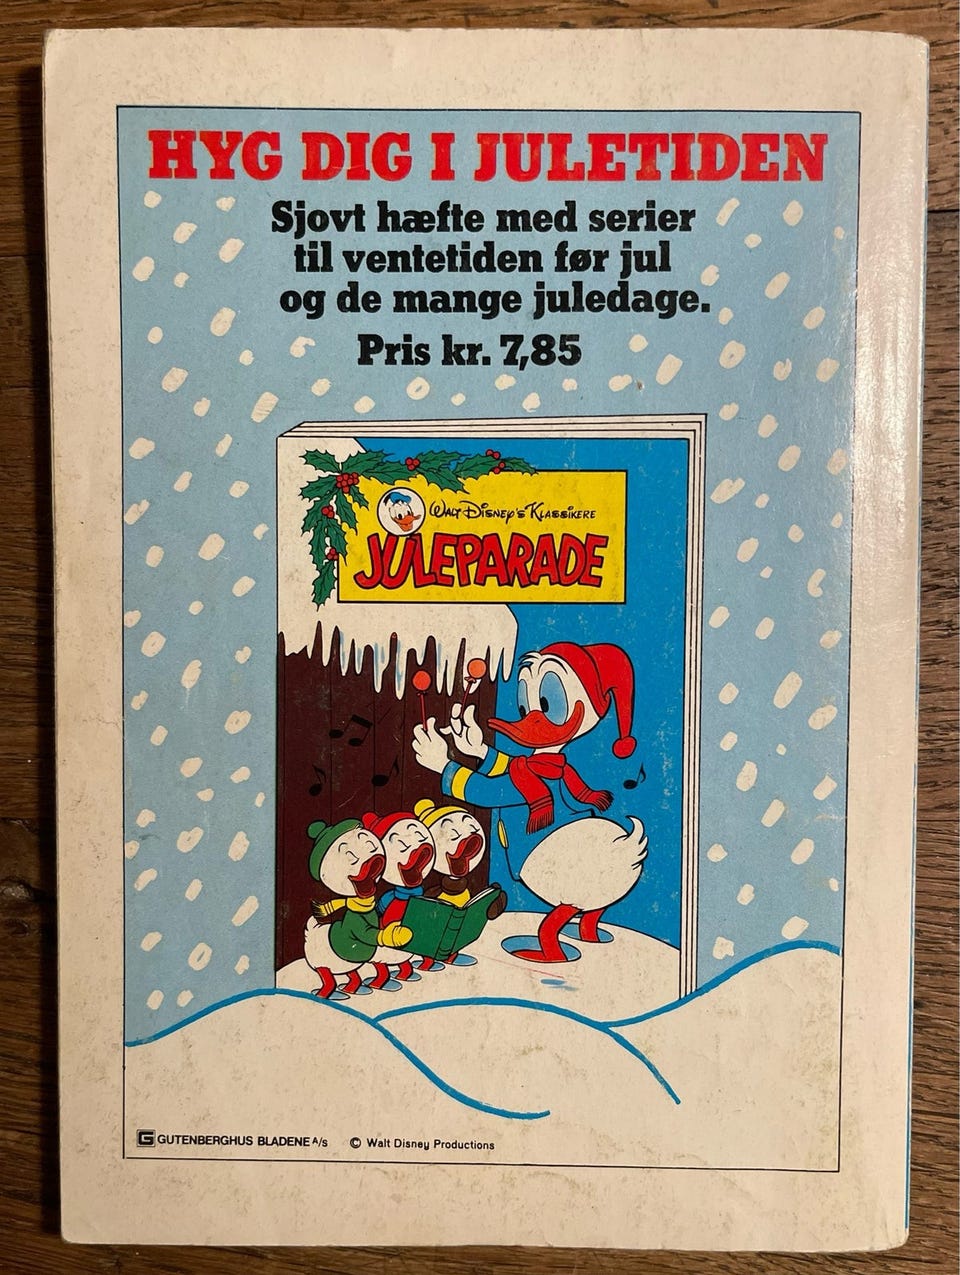 HYG DIG I JULETIDEN
Sjovt hæfte med serier
til ventetiden før jul
og de mange juledage.
Pris kr. 7,85
Walt Disney's Klassikere
JULEPARADE
G GUTENBERGHUS BLADENE A/s © Walt Disney Productions